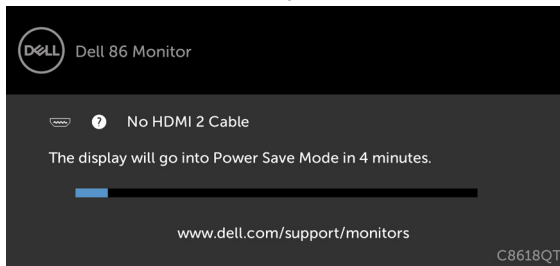 DELL
Dell 86 Monitor
? No HDMI 2 Cable
The display will go into Power Save Mode in 4 minutes.
www.dell.com/support/monitors
C8618QT